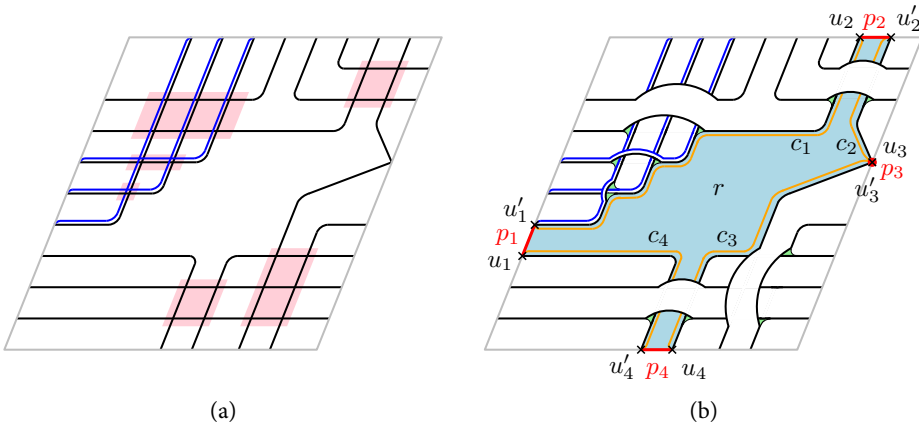 u₂ p₂ u′₂
c₁ c₂ u₃
p₃
r u′₃
u′₁
p₁ c₄ c₃
u₁
u′₄ p₄ u₄
(a) (b)